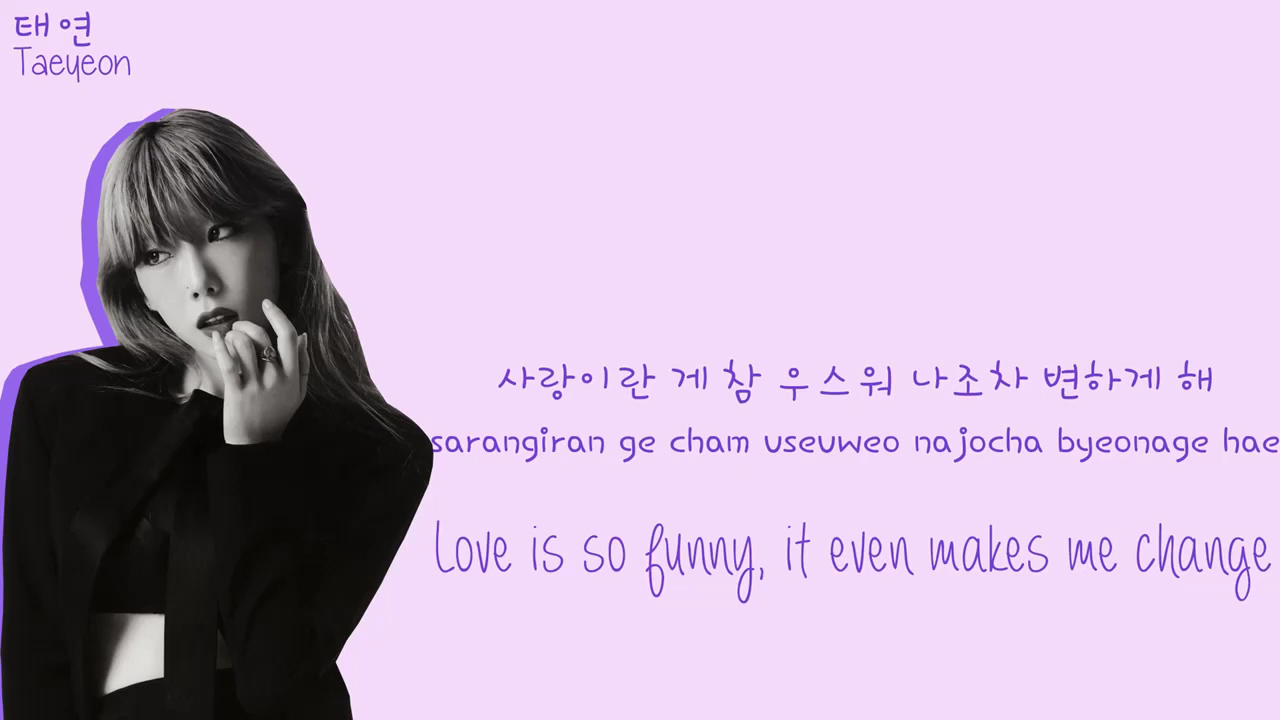 태연
Taeyeon
사랑이란 게 참 우스워 나조차 변하게 해
sarangiran ge cham useuweo najocha byeonage hae
Love is so funny, it even makes me change